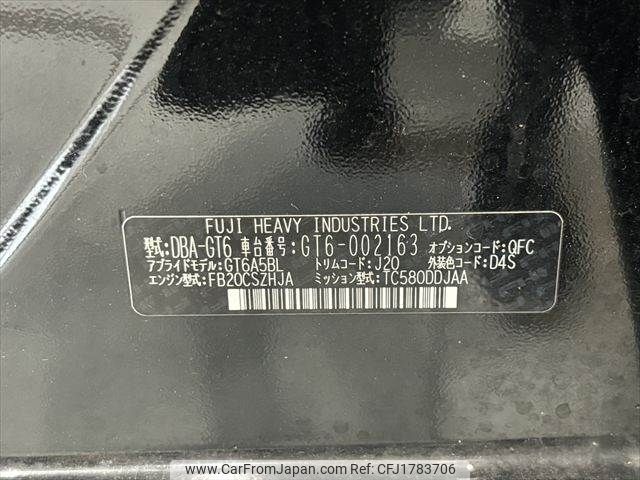 FUJI HEAVY INDUSTRIES LTD.
型式:DBA-GT6 車台番号:GT6-002163 オプションコード:QFC
アプライドモデル:GT6A5BL トリムコード:J20 外装色コード:D4S
エンジン型式:FB20CSZHJA ミッション型式:TC580DDJAA
CAR FROM JAPAN
www.carfromjapan.com - CFJ1783706